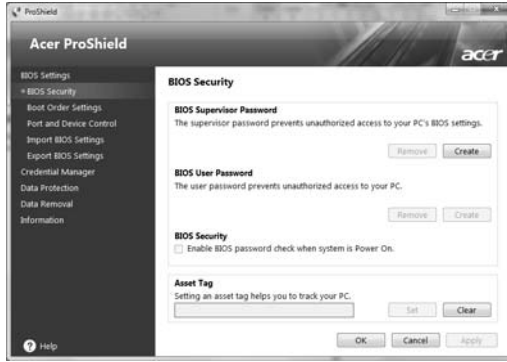 ProShield
Acer ProShield
acer
BIOS Settings
BIOS Security
Boot Order Settings
Port and Device Control
Import BIOS Settings
Export BIOS Settings
Credential Manager
Data Protection
Data Removal
Information
Help
BIOS Security
BIOS Supervisor Password
The supervisor password prevents unauthorized access to your PC's BIOS settings.
Remove Create
BIOS User Password
The user password prevents unauthorized access to your PC.
Remove Create
BIOS Security
Enable BIOS password check when system is Power On.
Asset Tag
Setting an asset tag helps you to track your PC.
Set Clear
OK Cancel Apply